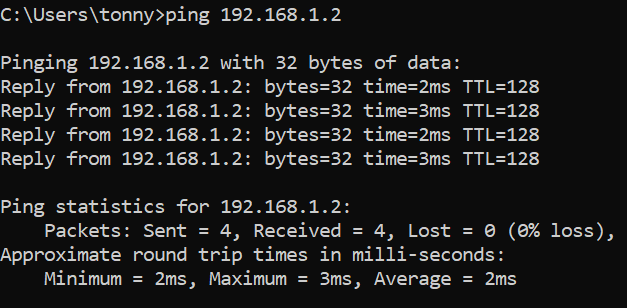 C:\Users\tonny>ping 192.168.1.2
Pinging 192.168.1.2 with 32 bytes of data:
Reply from 192.168.1.2: bytes=32 time=2ms TTL=128
Reply from 192.168.1.2: bytes=32 time=3ms TTL=128
Reply from 192.168.1.2: bytes=32 time=2ms TTL=128
Reply from 192.168.1.2: bytes=32 time=3ms TTL=128
Ping statistics for 192.168.1.2:
    Packets: Sent = 4, Received = 4, Lost = 0 (0% loss),
Approximate round trip times in milli-seconds:
    Minimum = 2ms, Maximum = 3ms, Average = 2ms